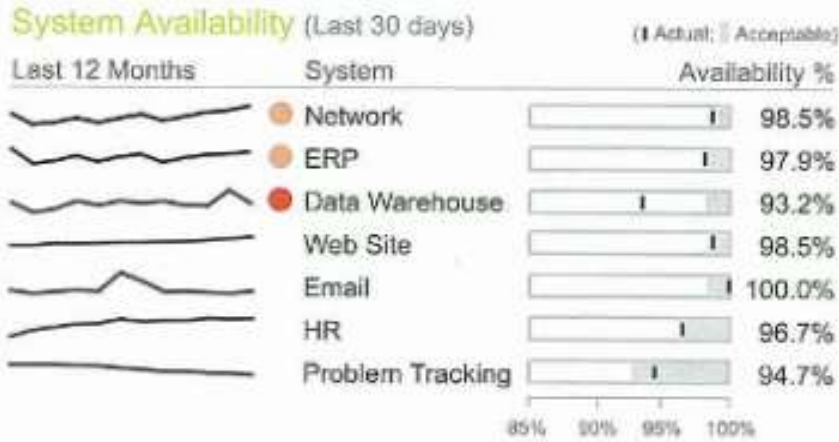 System Availability (Last 30 days)
(Actual; Acceptable)
Last 12 Months System Availability %
Network 98.5%
ERP 97.9%
Data Warehouse 93.2%
Web Site 98.5%
Email 100.0%
HR 96.7%
Problem Tracking 94.7%
85% 90% 95% 100%